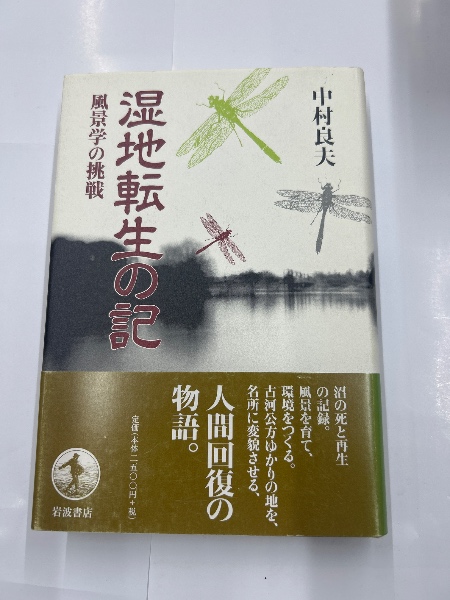 中村良夫
湿地転生の記
風景学の挑戦
沼の死と再生
の記録。
風景を育て、
環境をつくる。
古河公方ゆかりの地を、
名所に変貌させる、
人間回復の
物語。
定価(本体二五〇〇円+税)
岩波書店